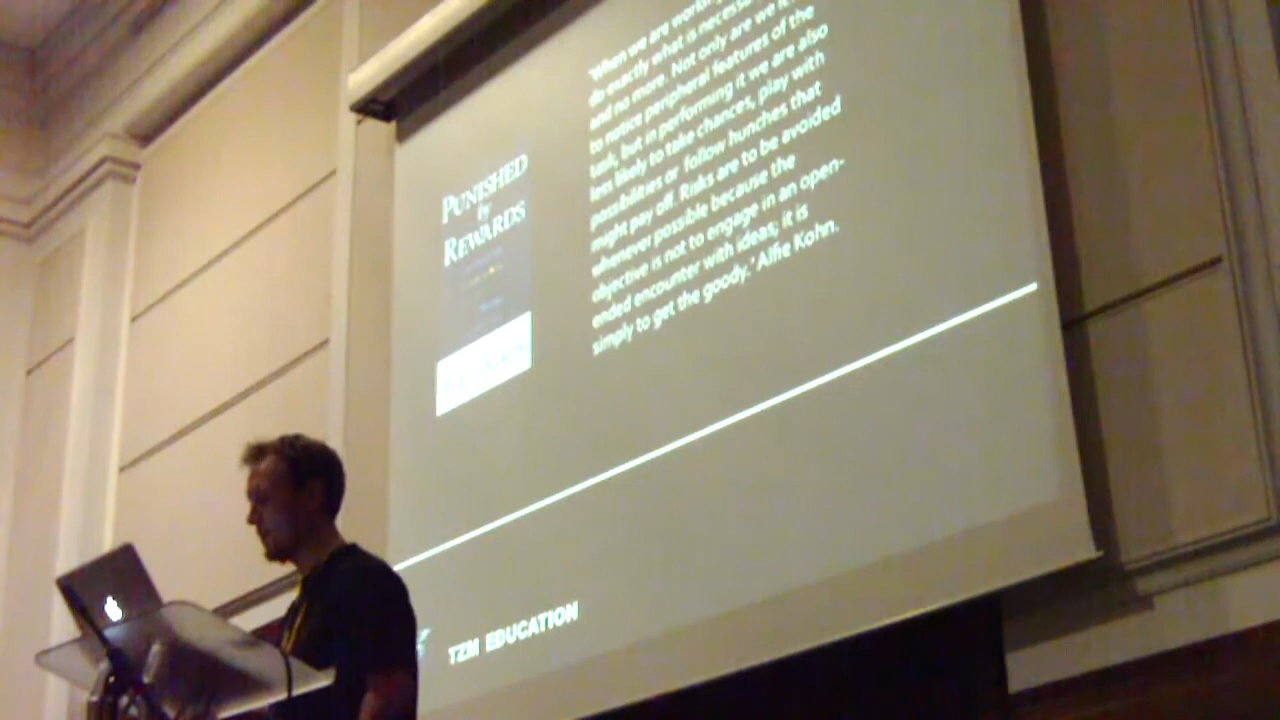 PUNISHED
by
REWARDS
"When we are working
do exactly what is necessary
and no more. Not only are we
to notice peripheral features of the
task, but in performing it we are also
less likely to take chances, play with
possibilities or follow hunches that
might pay off. Risks are to be avoided
whenever possible because the
objective is not to engage in an open-
ended encounter with ideas; it is
simply to get the goody.' Alfie Kohn.
TZM EDUCATION